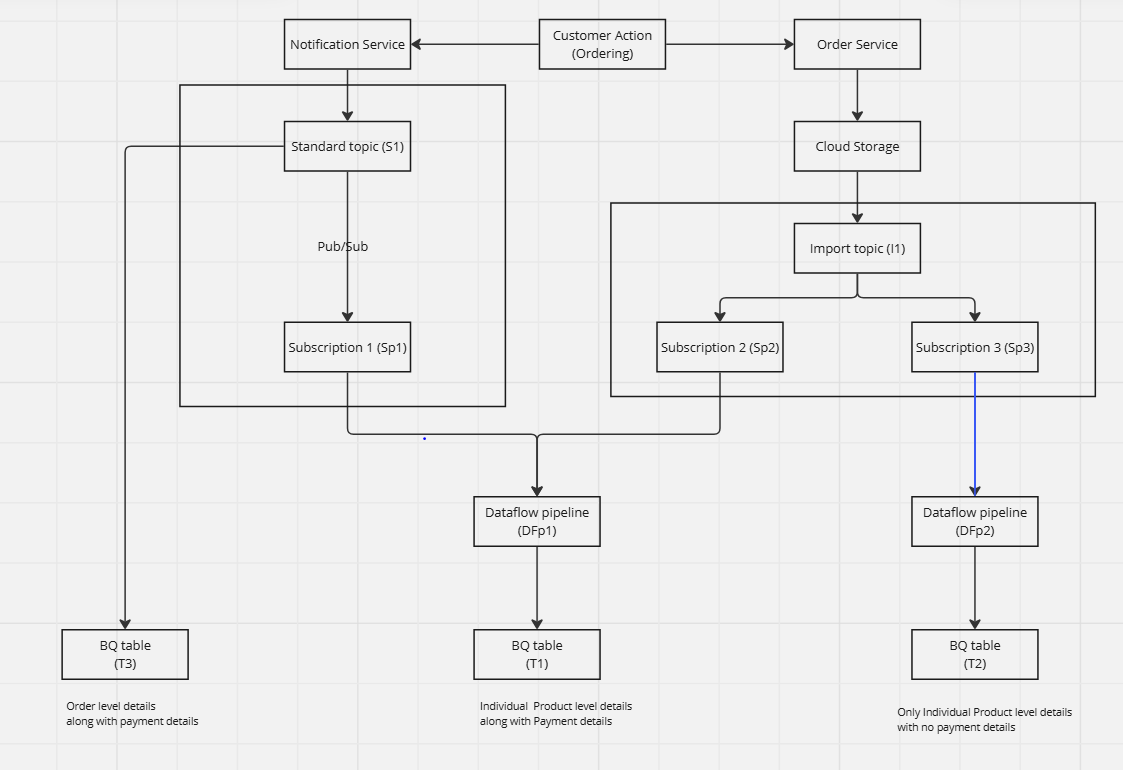 Notification Service
Customer Action
(Ordering)
Order Service
Standard topic (S1)
Cloud Storage
Pub/Sub
Import topic (I1)
Subscription 1 (Sp1)
Subscription 2 (Sp2)
Subscription 3 (Sp3)
Dataflow pipeline
(DFp1)
Dataflow pipeline
(DFp2)
BQ table
(T3)
BQ table
(T1)
BQ table
(T2)
Order level details
along with payment details
Individual Product level details
along with Payment details
Only Individual Product level details
with no payment details